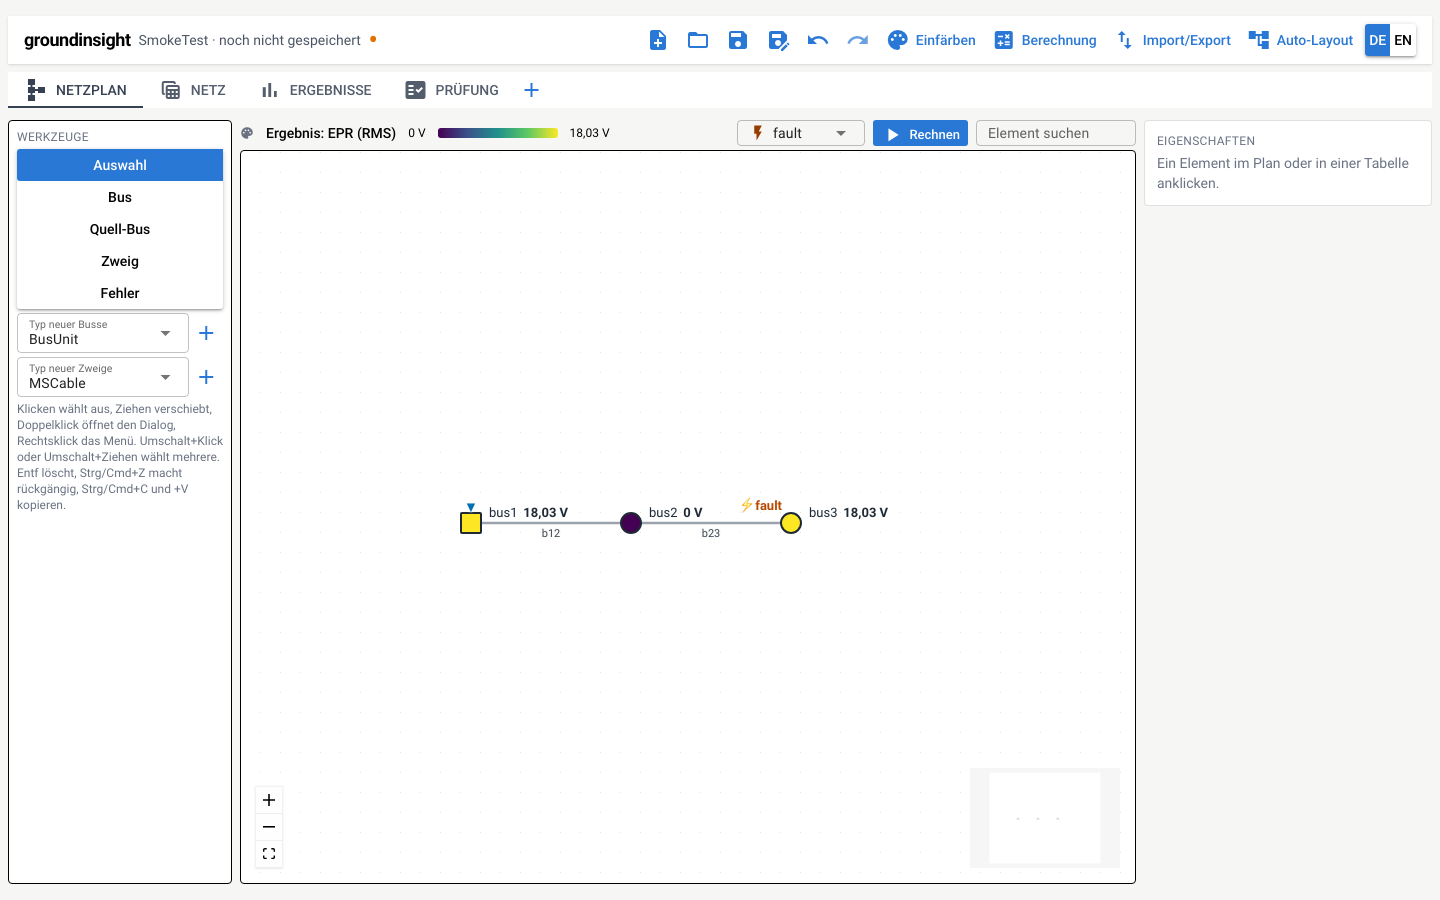 groundinsight SmokeTest · noch nicht gespeichert
Einfärben Berechnung Import/Export Auto-Layout DE EN
NETZPLAN NETZ ERGEBNISSE PRÜFUNG
WERKZEUGE
Auswahl
Bus
Quell-Bus
Zweig
Fehler
Typ neuer Busse
BusUnit
Typ neuer Zweige
MSCable
Klicken wählt aus, Ziehen verschiebt,
Doppelklick öffnet den Dialog,
Rechtsklick das Menü. Umschalt+Klick
oder Umschalt+Ziehen wählt mehrere.
Entf löscht, Strg/Cmd+Z macht
rückgängig, Strg/Cmd+C und +V
kopieren.
Ergebnis: EPR (RMS) 0 V 18,03 V
fault
Rechnen
Element suchen
bus1 18,03 V
b12
bus2 0 V
b23
fault
bus3 18,03 V
EIGENSCHAFTEN
Ein Element im Plan oder in einer Tabelle
anklicken.